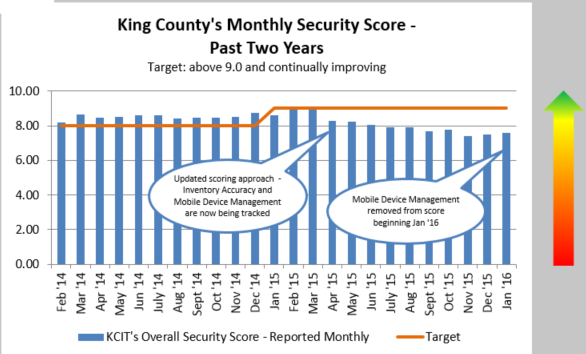 King County's Monthly Security Score -
Past Two Years
Target: above 9.0 and continually improving
10.00
8.00
6.00
4.00
2.00
0.00
Updated scoring approach -
Inventory Accuracy and
Mobile Device Management
are now being tracked
Mobile Device Management
removed from score
beginning Jan '16
Feb '14
Mar '14
Apr '14
May '14
Jun '14
July '14
Aug '14
Sept '14
Oct '14
Nov '14
Dec '14
Jan '15
Feb '15
Mar '15
Apr '15
May '15
Jun '15
July '15
Aug '15
Sept '15
Oct '15
Nov '15
Dec '15
Jan '16
KCIT's Overall Security Score - Reported Monthly
Target